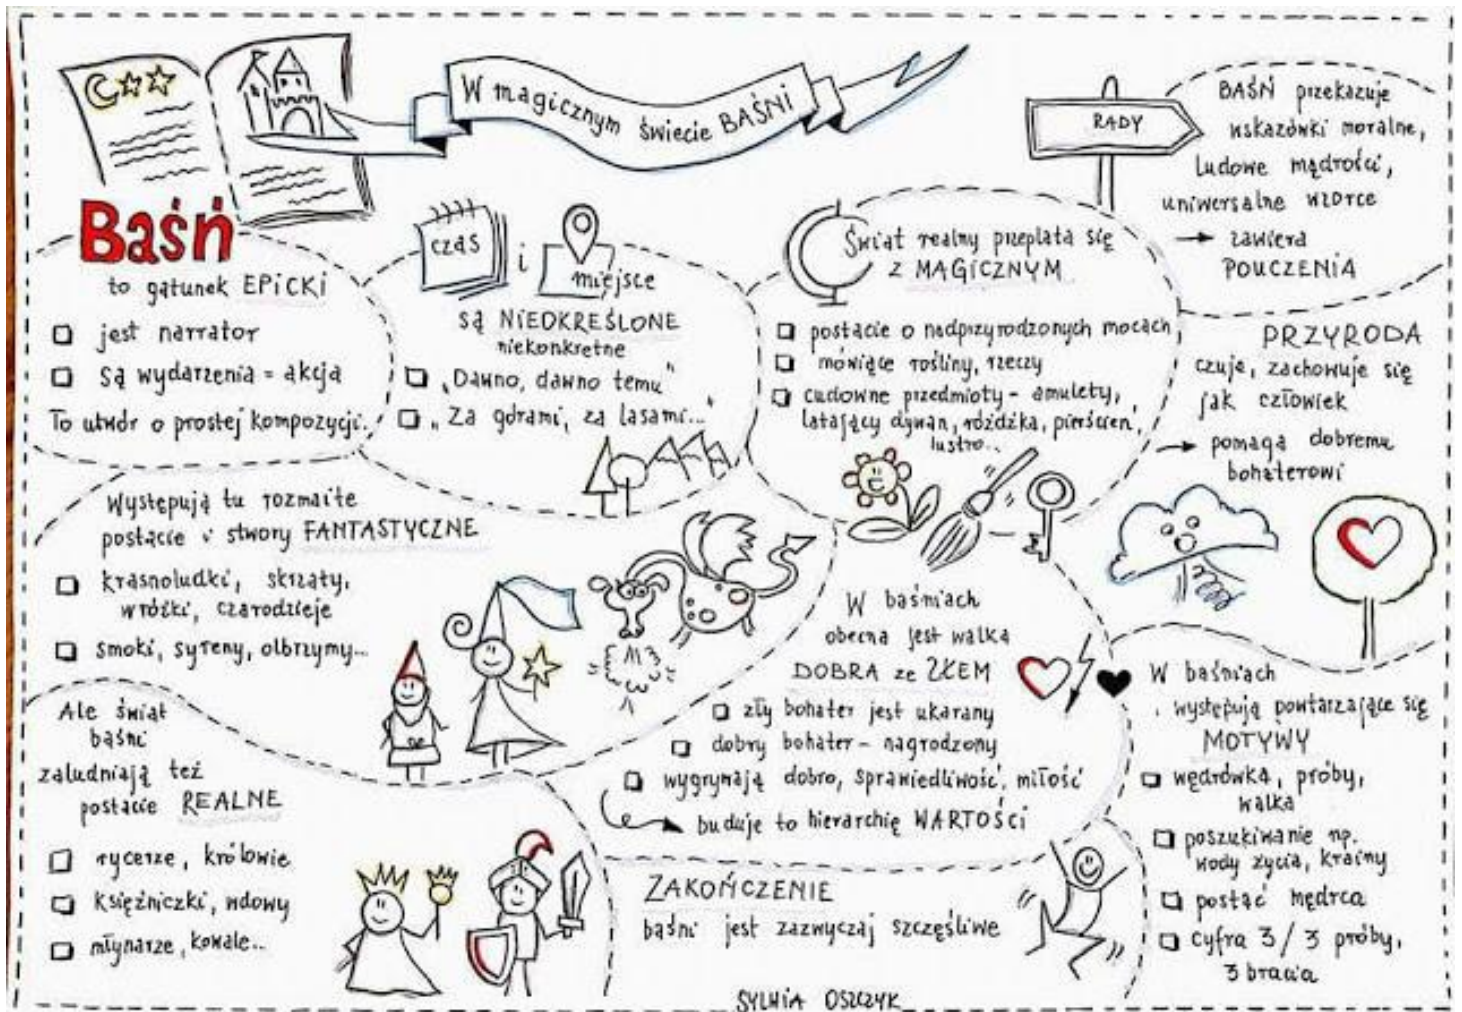 W magicznym świecie BAŚNI
Baśń
to gatunek EPiCKi
jest narrator
są wydarzenia = akcja
To utwór o prostej kompozycji.
czas
i
miejsce
są NIEOKREŚLONE
niekonkretne
"Dawno, dawno temu"
"Za górami, za lasami..."
Świat realny przeplata się
z MAGICZNYM
postacie o nadprzyrodzonych mocach
mówiące rośliny, rzeczy
cudowne przedmioty - amulety,
latający dywan, różdżka, pierścień,
lustro..
RADY
BAŚŃ przekazuje
wskazówki moralne,
ludowe mądrości,
uniwersalne wzorce
→ zawiera
POUCZENIA
PRZYRODA
czuje, zachowuje się
jak człowiek
→ pomaga dobremu
bohaterowi
Występują tu rozmaite
postacie i stwory FANTASTYCZNE
krasnoludki, skrzaty,
wróżki, czarodzieje
smoki, syreny, olbrzymy...
Ale świat
baśni
zaludniają też
postacie REALNE
rycerze, królowie
księżniczki, wdowy
młynarze, kowale...
W baśniach
obecna jest walka
DOBRA ze ZŁEM
zły bohater jest ukarany
dobry bohater - nagrodzony
wygrywają dobro, sprawiedliwość, miłość
buduje to hierarchię WARTOŚCI
ZAKOŃCZENIE
baśni jest zazwyczaj szczęśliwe
W baśniach
występują powtarzające się
MOTYWY
wędrówka, próby,
walka
poszukiwanie np.
wody życia, krainy
postać mędrca
cyfra 3 / 3 próby,
3 bracia
SYLWIA OSZCZYK